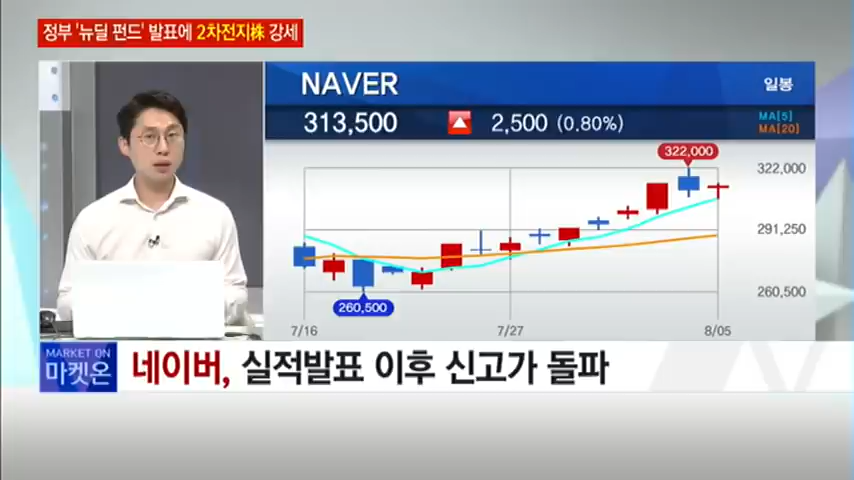 정부 '뉴딜 펀드' 발표에 2차전지株 강세
NAVER
일봉
313,500 ▲ 2,500 (0.80%)
MA[5]
MA[20]
322,000
322,000
291,250
260,500
260,500
7/16 7/27 8/05
MARKET ON
마켓온
네이버, 실적발표 이후 신고가 돌파